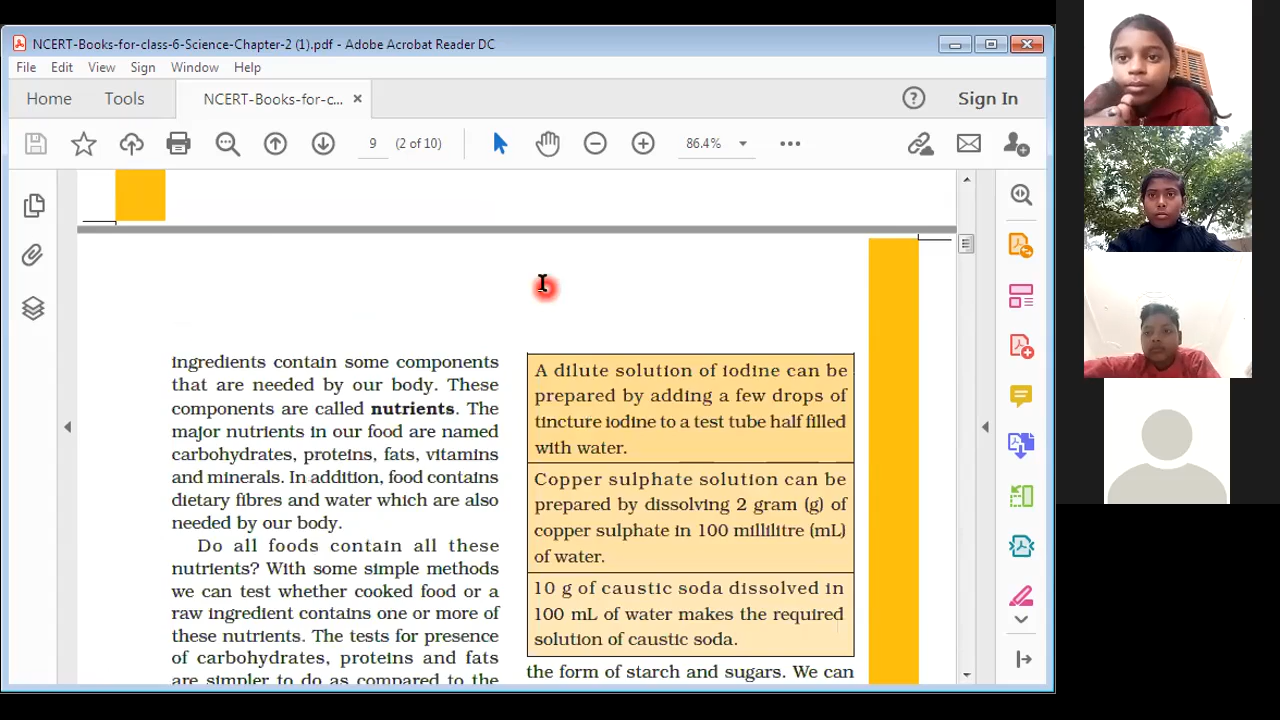 NCERT-Books-for-class-6-Science-Chapter-2 (1).pdf - Adobe Acrobat Reader DC
File Edit View Sign Window Help
Home Tools NCERT-Books-for-c... × Sign In
9 (2 of 10) 86.4%
ingredients contain some components
that are needed by our body. These
components are called nutrients. The
major nutrients in our food are named
carbohydrates, proteins, fats, vitamins
and minerals. In addition, food contains
dietary fibres and water which are also
needed by our body.
Do all foods contain all these
nutrients? With some simple methods
we can test whether cooked food or a
raw ingredient contains one or more of
these nutrients. The tests for presence
of carbohydrates, proteins and fats
are simpler to do as compared to the
A dilute solution of iodine can be
prepared by adding a few drops of
tincture iodine to a test tube half filled
with water.
Copper sulphate solution can be
prepared by dissolving 2 gram (g) of
copper sulphate in 100 millilitre (mL)
of water.
10 g of caustic soda dissolved in
100 mL of water makes the required
solution of caustic soda.
the form of starch and sugars. We can